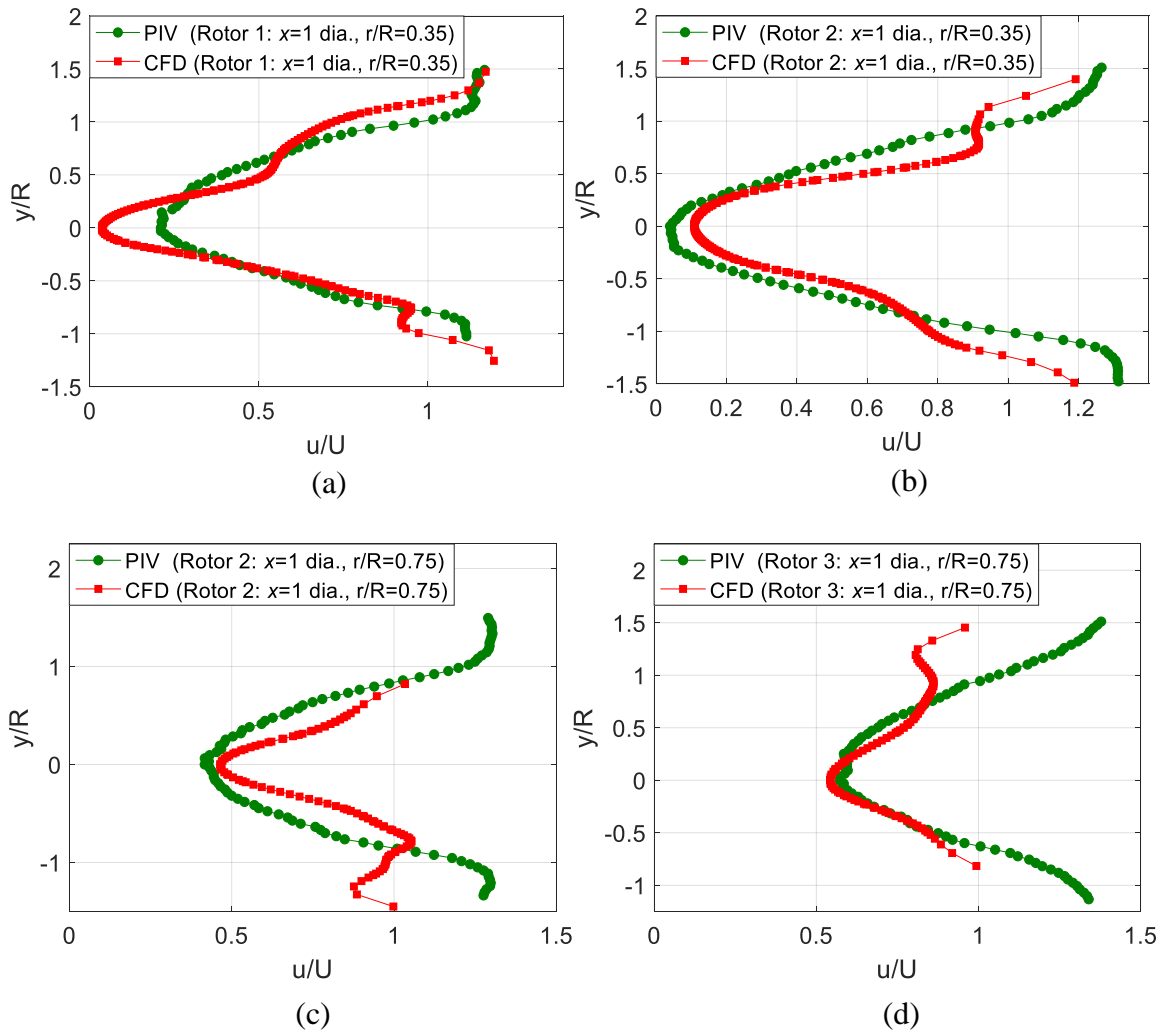 PIV (Rotor 1: x=1 dia., r/R=0.35)
CFD (Rotor 1: x=1 dia., r/R=0.35)
2
1.5
1
0.5
0
-0.5
-1
-1.5
y/R
0
0.5
1
u/U
(a)
PIV (Rotor 2: x=1 dia., r/R=0.35)
CFD (Rotor 2: x=1 dia., r/R=0.35)
2
1.5
1
0.5
0
-0.5
-1
-1.5
y/R
0
0.2
0.4
0.6
0.8
1
1.2
u/U
(b)
PIV (Rotor 2: x=1 dia., r/R=0.75)
CFD (Rotor 2: x=1 dia., r/R=0.75)
2
1
0
-1
y/R
0
0.5
1
1.5
u/U
(c)
PIV (Rotor 3: x=1 dia., r/R=0.75)
CFD (Rotor 3: x=1 dia., r/R=0.75)
2
1.5
1
0.5
0
-0.5
-1
y/R
0
0.5
1
1.5
u/U
(d)